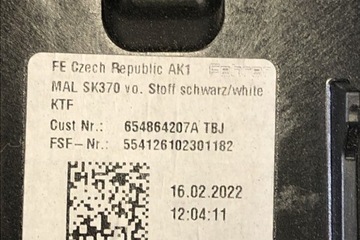 FE Czech Republic AK1
MAL SK370 vo. Stoff schwarz/white
KTF
Cust Nr.: 654864207A TBJ
FSF-Nr.: 554126102301182
16.02.2022
12:04:11